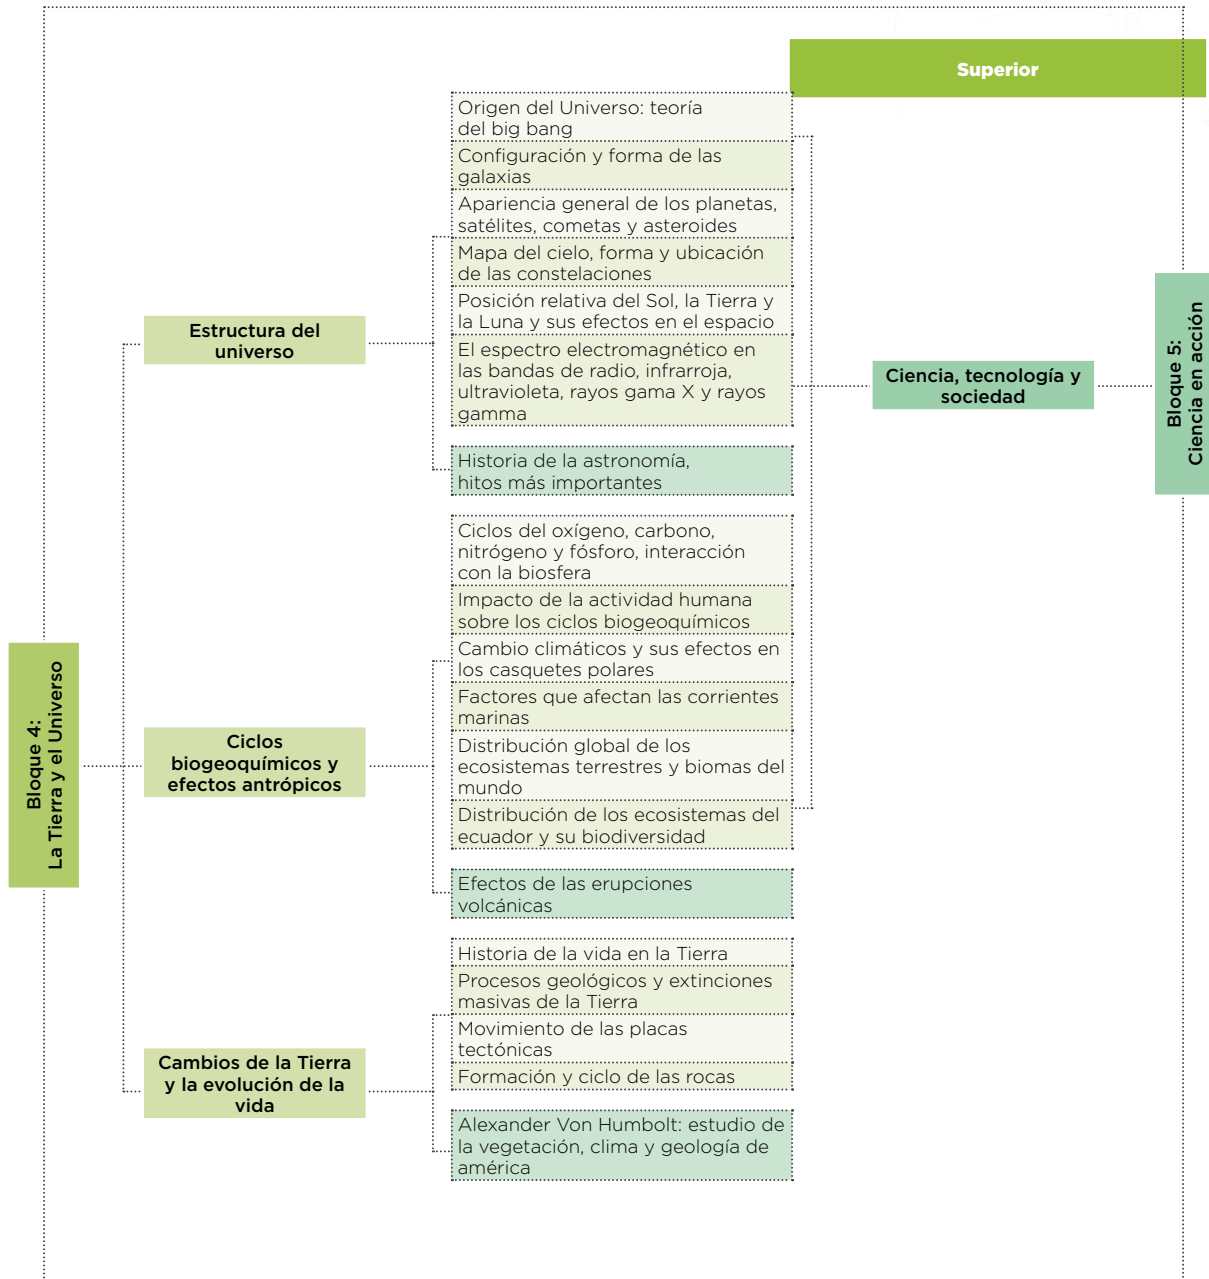 Superior
Origen del Universo: teoría
del big bang
Configuración y forma de las
galaxias
Apariencia general de los planetas,
satélites, cometas y asteroides
Mapa del cielo, forma y ubicación
de las constelaciones
Posición relativa del Sol, la Tierra y
la Luna y sus efectos en el espacio
El espectro electromagnético en
las bandas de radio, infrarroja,
ultravioleta, rayos gama X y rayos
gamma
Historia de la astronomía,
hitos más importantes
Estructura del
universo
Ciencia, tecnología y
sociedad
Bloque 5:
Ciencia en acción
Ciclos del oxígeno, carbono,
nitrógeno y fósforo, interacción
con la biosfera
Impacto de la actividad humana
sobre los ciclos biogeoquímicos
Cambio climáticos y sus efectos en
los casquetes polares
Factores que afectan las corrientes
marinas
Distribución global de los
ecosistemas terrestres y biomas del
mundo
Distribución de los ecosistemas del
ecuador y su biodiversidad
Efectos de las erupciones
volcánicas
Bloque 4:
La Tierra y el Universo
Ciclos
biogeoquímicos y
efectos antrópicos
Historia de la vida en la Tierra
Procesos geológicos y extinciones
masivas de la Tierra
Movimiento de las placas
tectónicas
Formación y ciclo de las rocas
Alexander Von Humbolt: estudio de
la vegetación, clima y geología de
américa
Cambios de la Tierra
y la evolución de la
vida